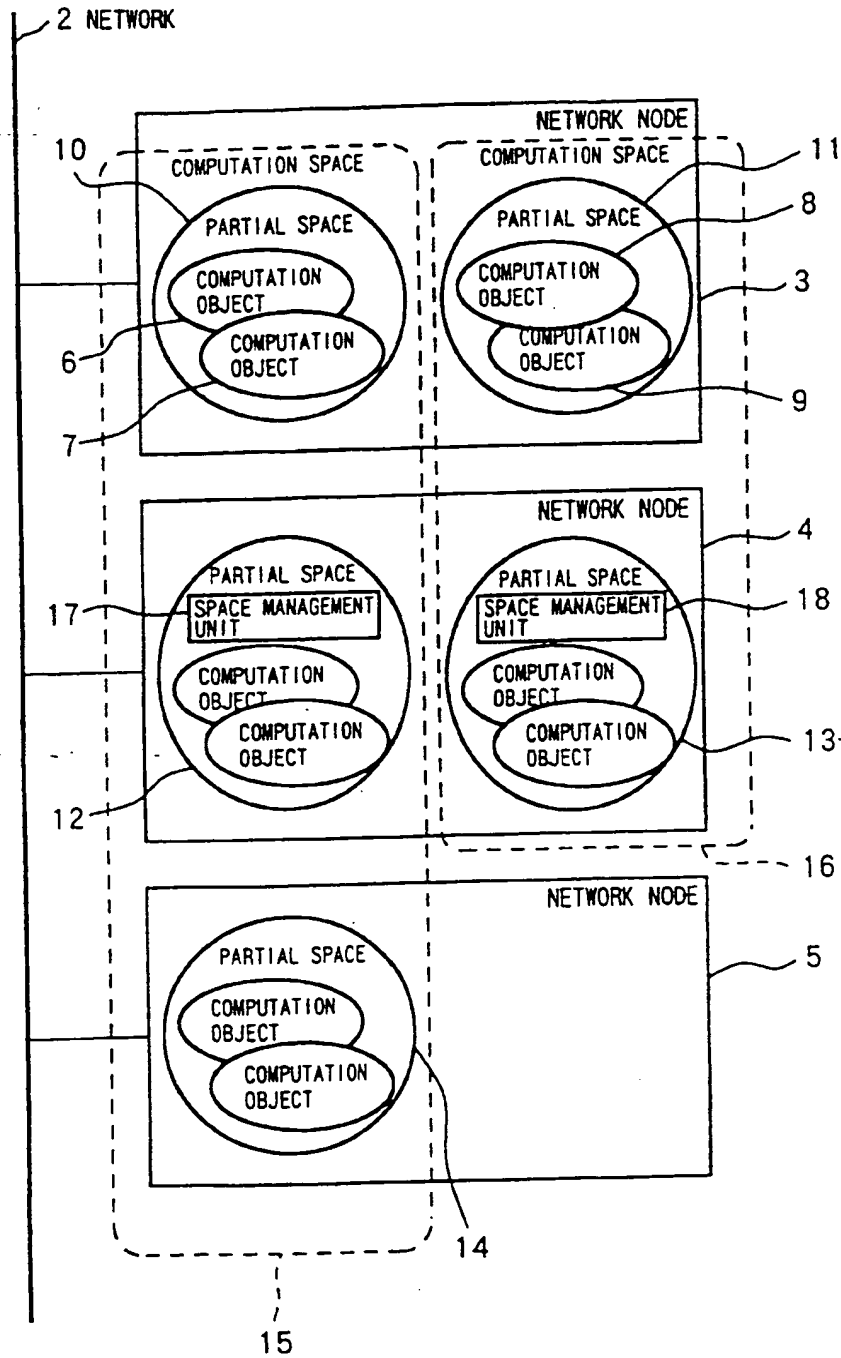 2 NETWORK
NETWORK NODE
10
COMPUTATION SPACE
COMPUTATION SPACE
11
PARTIAL SPACE
PARTIAL SPACE
8
COMPUTATION
OBJECT
COMPUTATION
OBJECT
3
6
COMPUTATION
OBJECT
COMPUTATION
OBJECT
7
9
NETWORK NODE
4
PARTIAL SPACE
PARTIAL SPACE
17
SPACE MANAGEMENT
UNIT
SPACE MANAGEMENT
UNIT
18
COMPUTATION
OBJECT
COMPUTATION
OBJECT
COMPUTATION
OBJECT
COMPUTATION
OBJECT
13
12
16
NETWORK NODE
PARTIAL SPACE
5
COMPUTATION
OBJECT
COMPUTATION
OBJECT
14
15